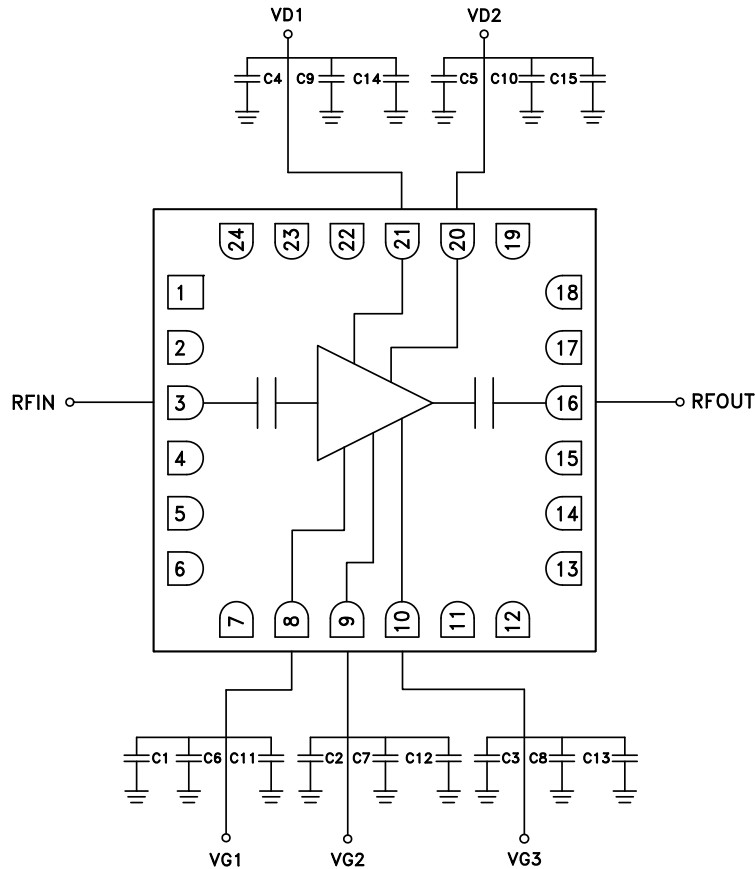 VD1 VD2
C4 C9 C14 C5 C10 C15
24 23 22 21 20 19
1 18
2 17
RFIN 3 16 RFOUT
4 15
5 14
6 13
7 8 9 10 11 12
C1 C6 C11 C2 C7 C12 C3 C8 C13
VG1 VG2 VG3